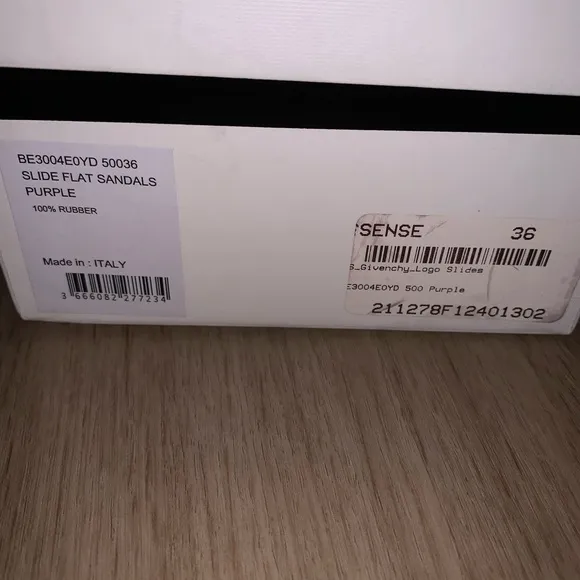 BE3004E0YD 50036
SLIDE FLAT SANDALS
PURPLE
100% RUBBER
Made in : ITALY
3 666082 277234
SENSE 36
S_Givenchy_Logo Slides
E3004E0YD 500 Purple
211278F12401302